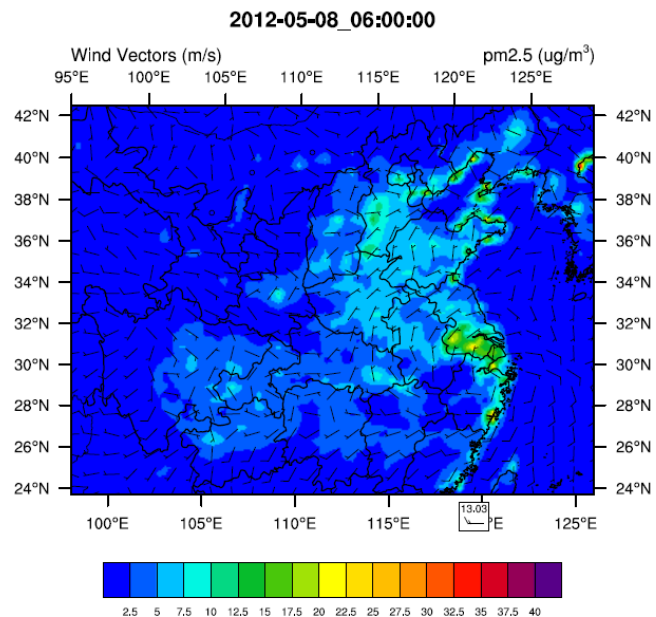 2012-05-08_06:00:00
Wind Vectors (m/s) pm2.5 (ug/m³)
95°E 100°E 105°E 110°E 115°E 120°E 125°E
42°N 42°N
40°N 40°N
38°N 38°N
36°N 36°N
34°N 34°N
32°N 32°N
30°N 30°N
28°N 28°N
26°N 26°N
24°N 24°N
13.03
100°E 105°E 110°E 115°E 120°E 125°E
2.5 5 7.5 10 12.5 15 17.5 20 22.5 25 27.5 30 32.5 35 37.5 40